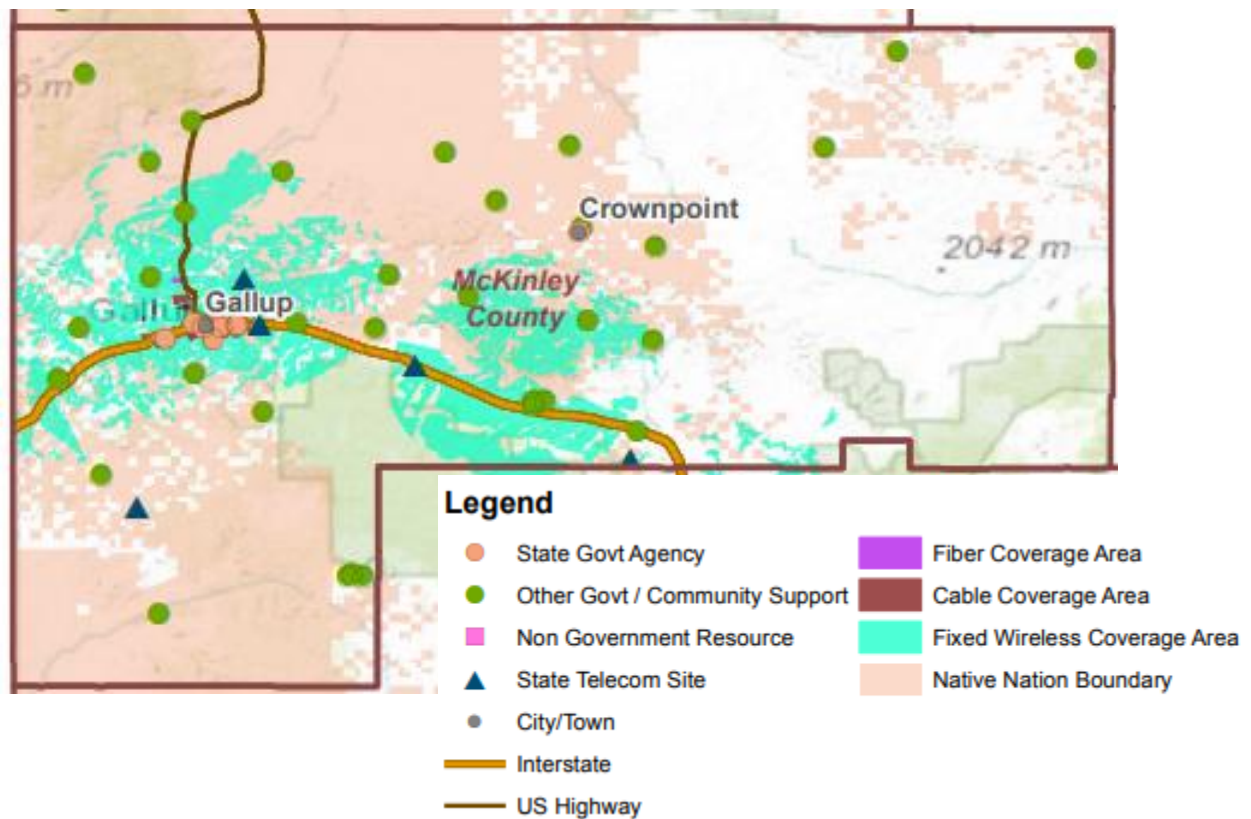 6 m
Crownpoint
2042 m
McKinley
County
Gallup
Gallup
Legend
State Govt Agency
Other Govt / Community Support
Non Government Resource
State Telecom Site
City/Town
Interstate
US Highway
Fiber Coverage Area
Cable Coverage Area
Fixed Wireless Coverage Area
Native Nation Boundary